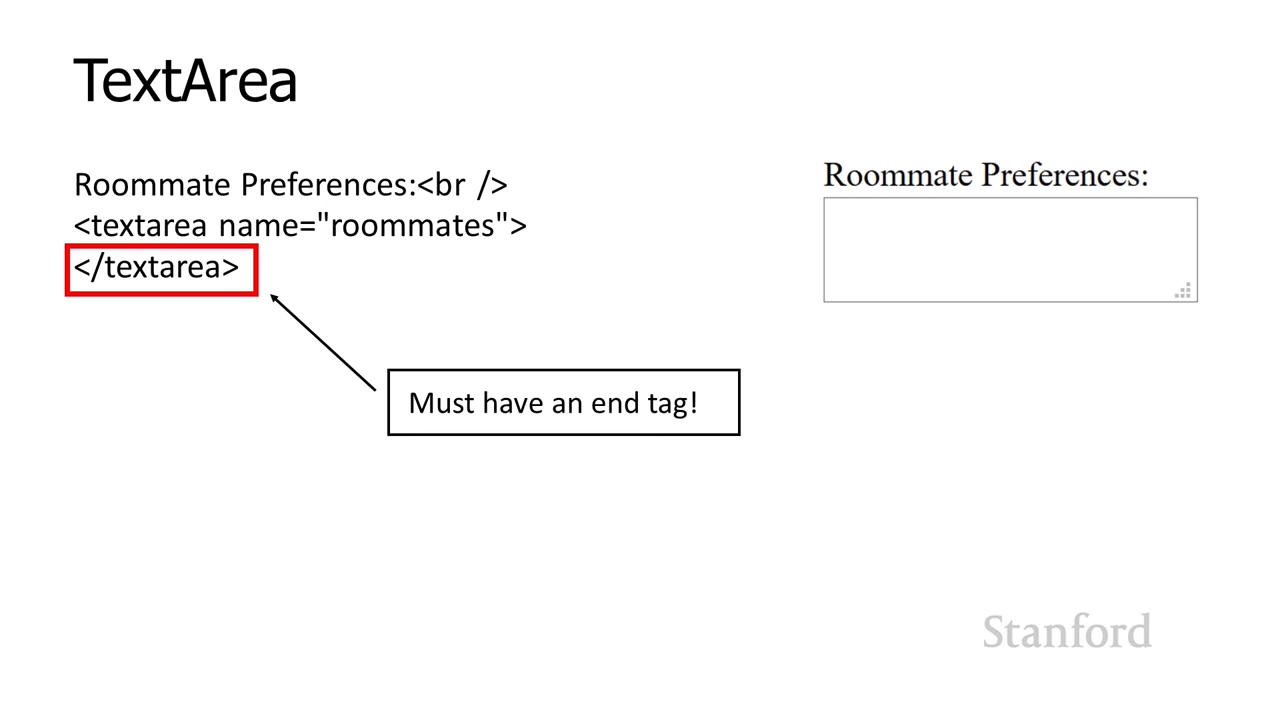 TextArea
Roommate Preferences:<br />
<textarea name="roommates">
</textarea>
Must have an end tag!
Roommate Preferences:
Stanford